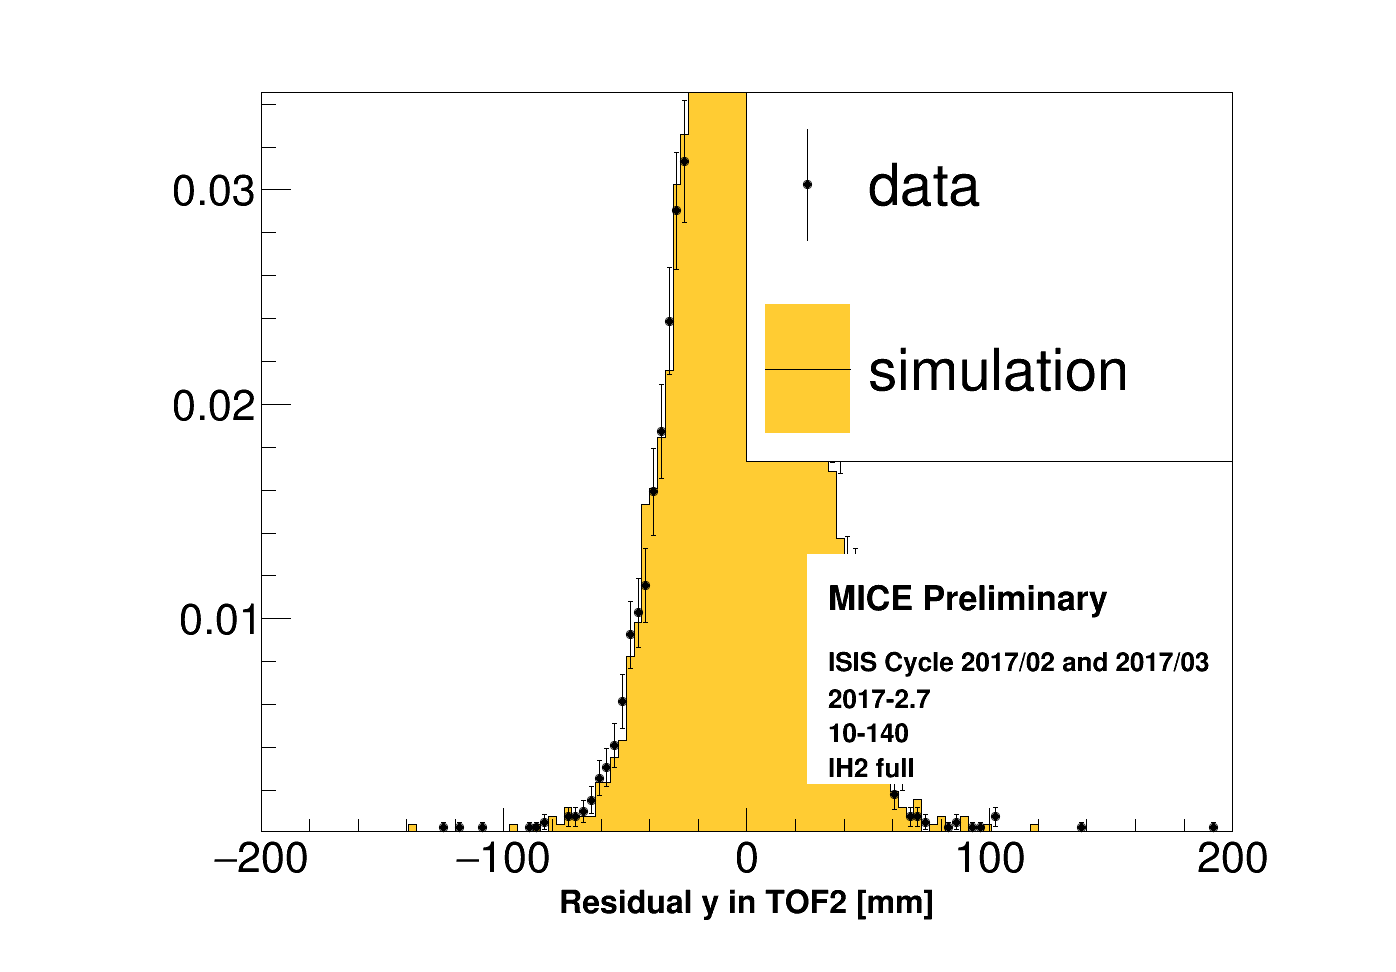 0.03
data
0.02
simulation
0.01
MICE Preliminary
ISIS Cycle 2017/02 and 2017/03
2017-2.7
10-140
IH2 full
−200 −100 0 100 200
Residual y in TOF2 [mm]